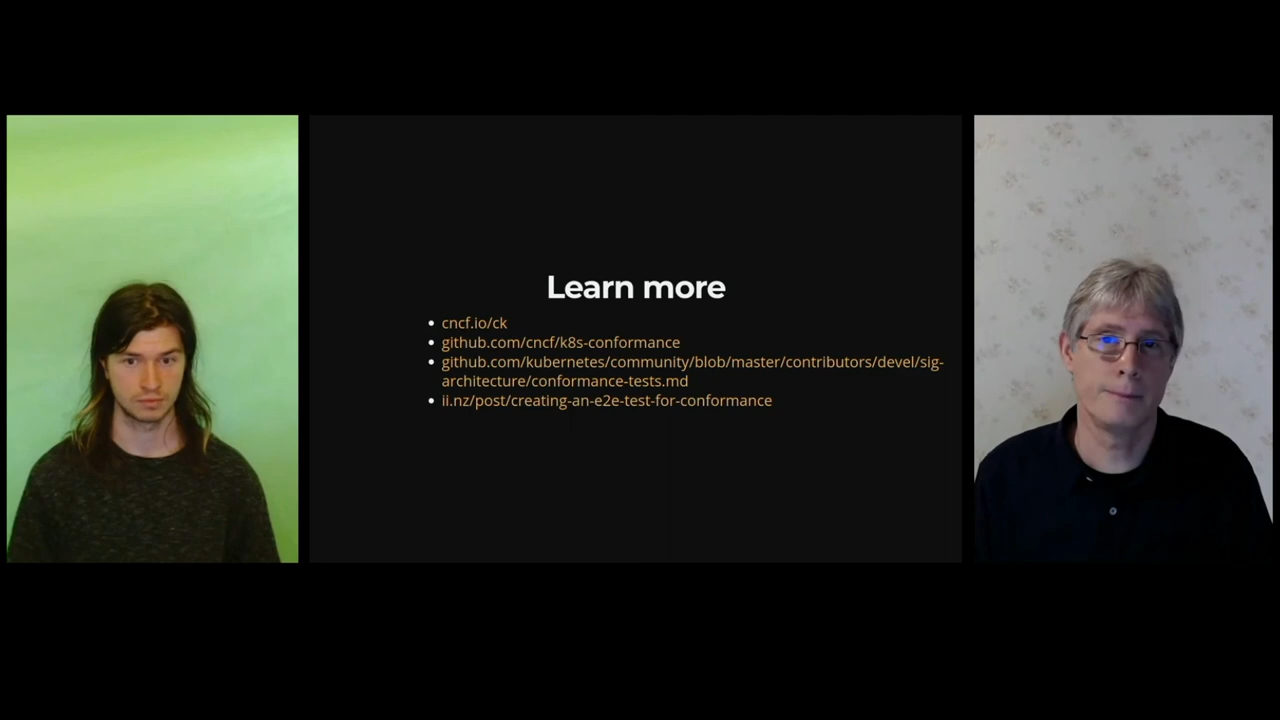 Learn more
cncf.io/ck
github.com/cncf/k8s-conformance
github.com/kubernetes/community/blob/master/contributors/devel/sig-
architecture/conformance-tests.md
ii.nz/post/creating-an-e2e-test-for-conformance